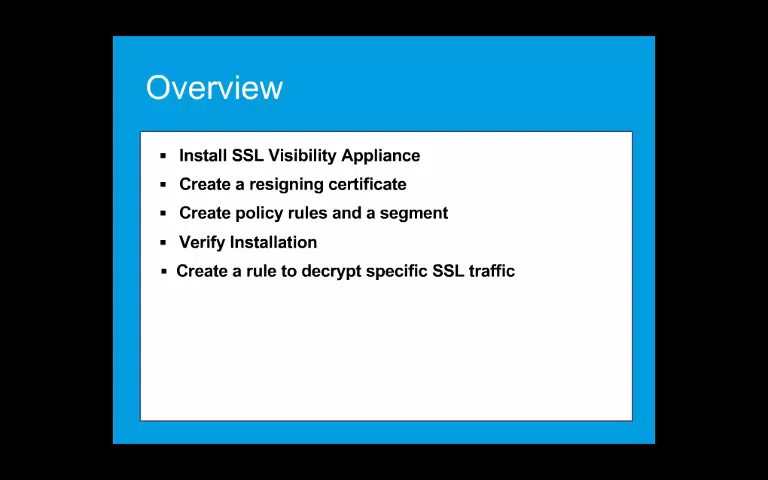 Overview
▪ Install SSL Visibility Appliance
▪ Create a resigning certificate
▪ Create policy rules and a segment
▪ Verify Installation
▪ Create a rule to decrypt specific SSL traffic